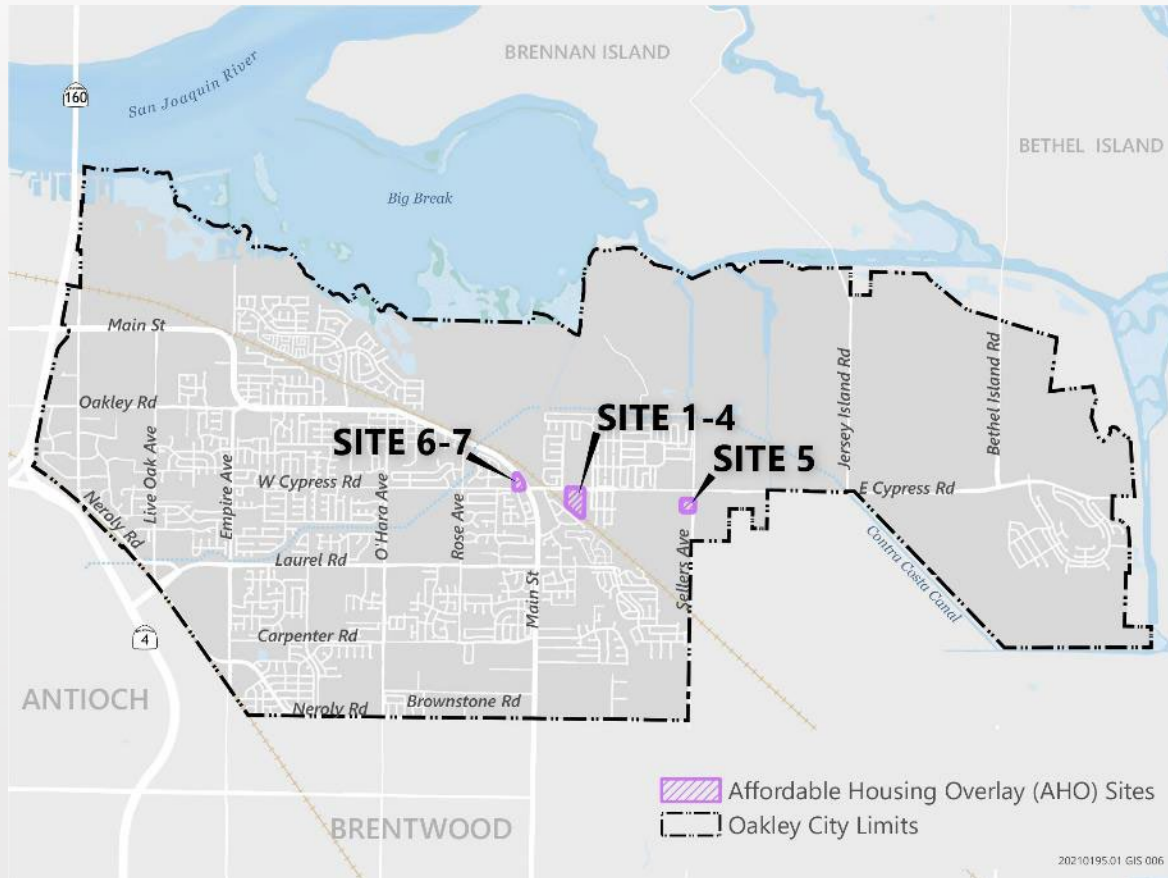 BRENNAN ISLAND
San Joaquin River
160
BETHEL ISLAND
Big Break
Main St
Jersey Island Rd
Bethel Island Rd
Oakley Rd
SITE 1-4
SITE 6-7
SITE 5
Live Oak Ave
Empire Ave
W Cypress Rd
O'Hara Ave
Rose Ave
E Cypress Rd
Neroly Rd
Laurel Rd
Main St
Sellers Ave
Contra Costa Canal
4
Carpenter Rd
ANTIOCH
Neroly Rd
Brownstone Rd
BRENTWOOD
Affordable Housing Overlay (AHO) Sites
Oakley City Limits
20210195.01 GIS 006